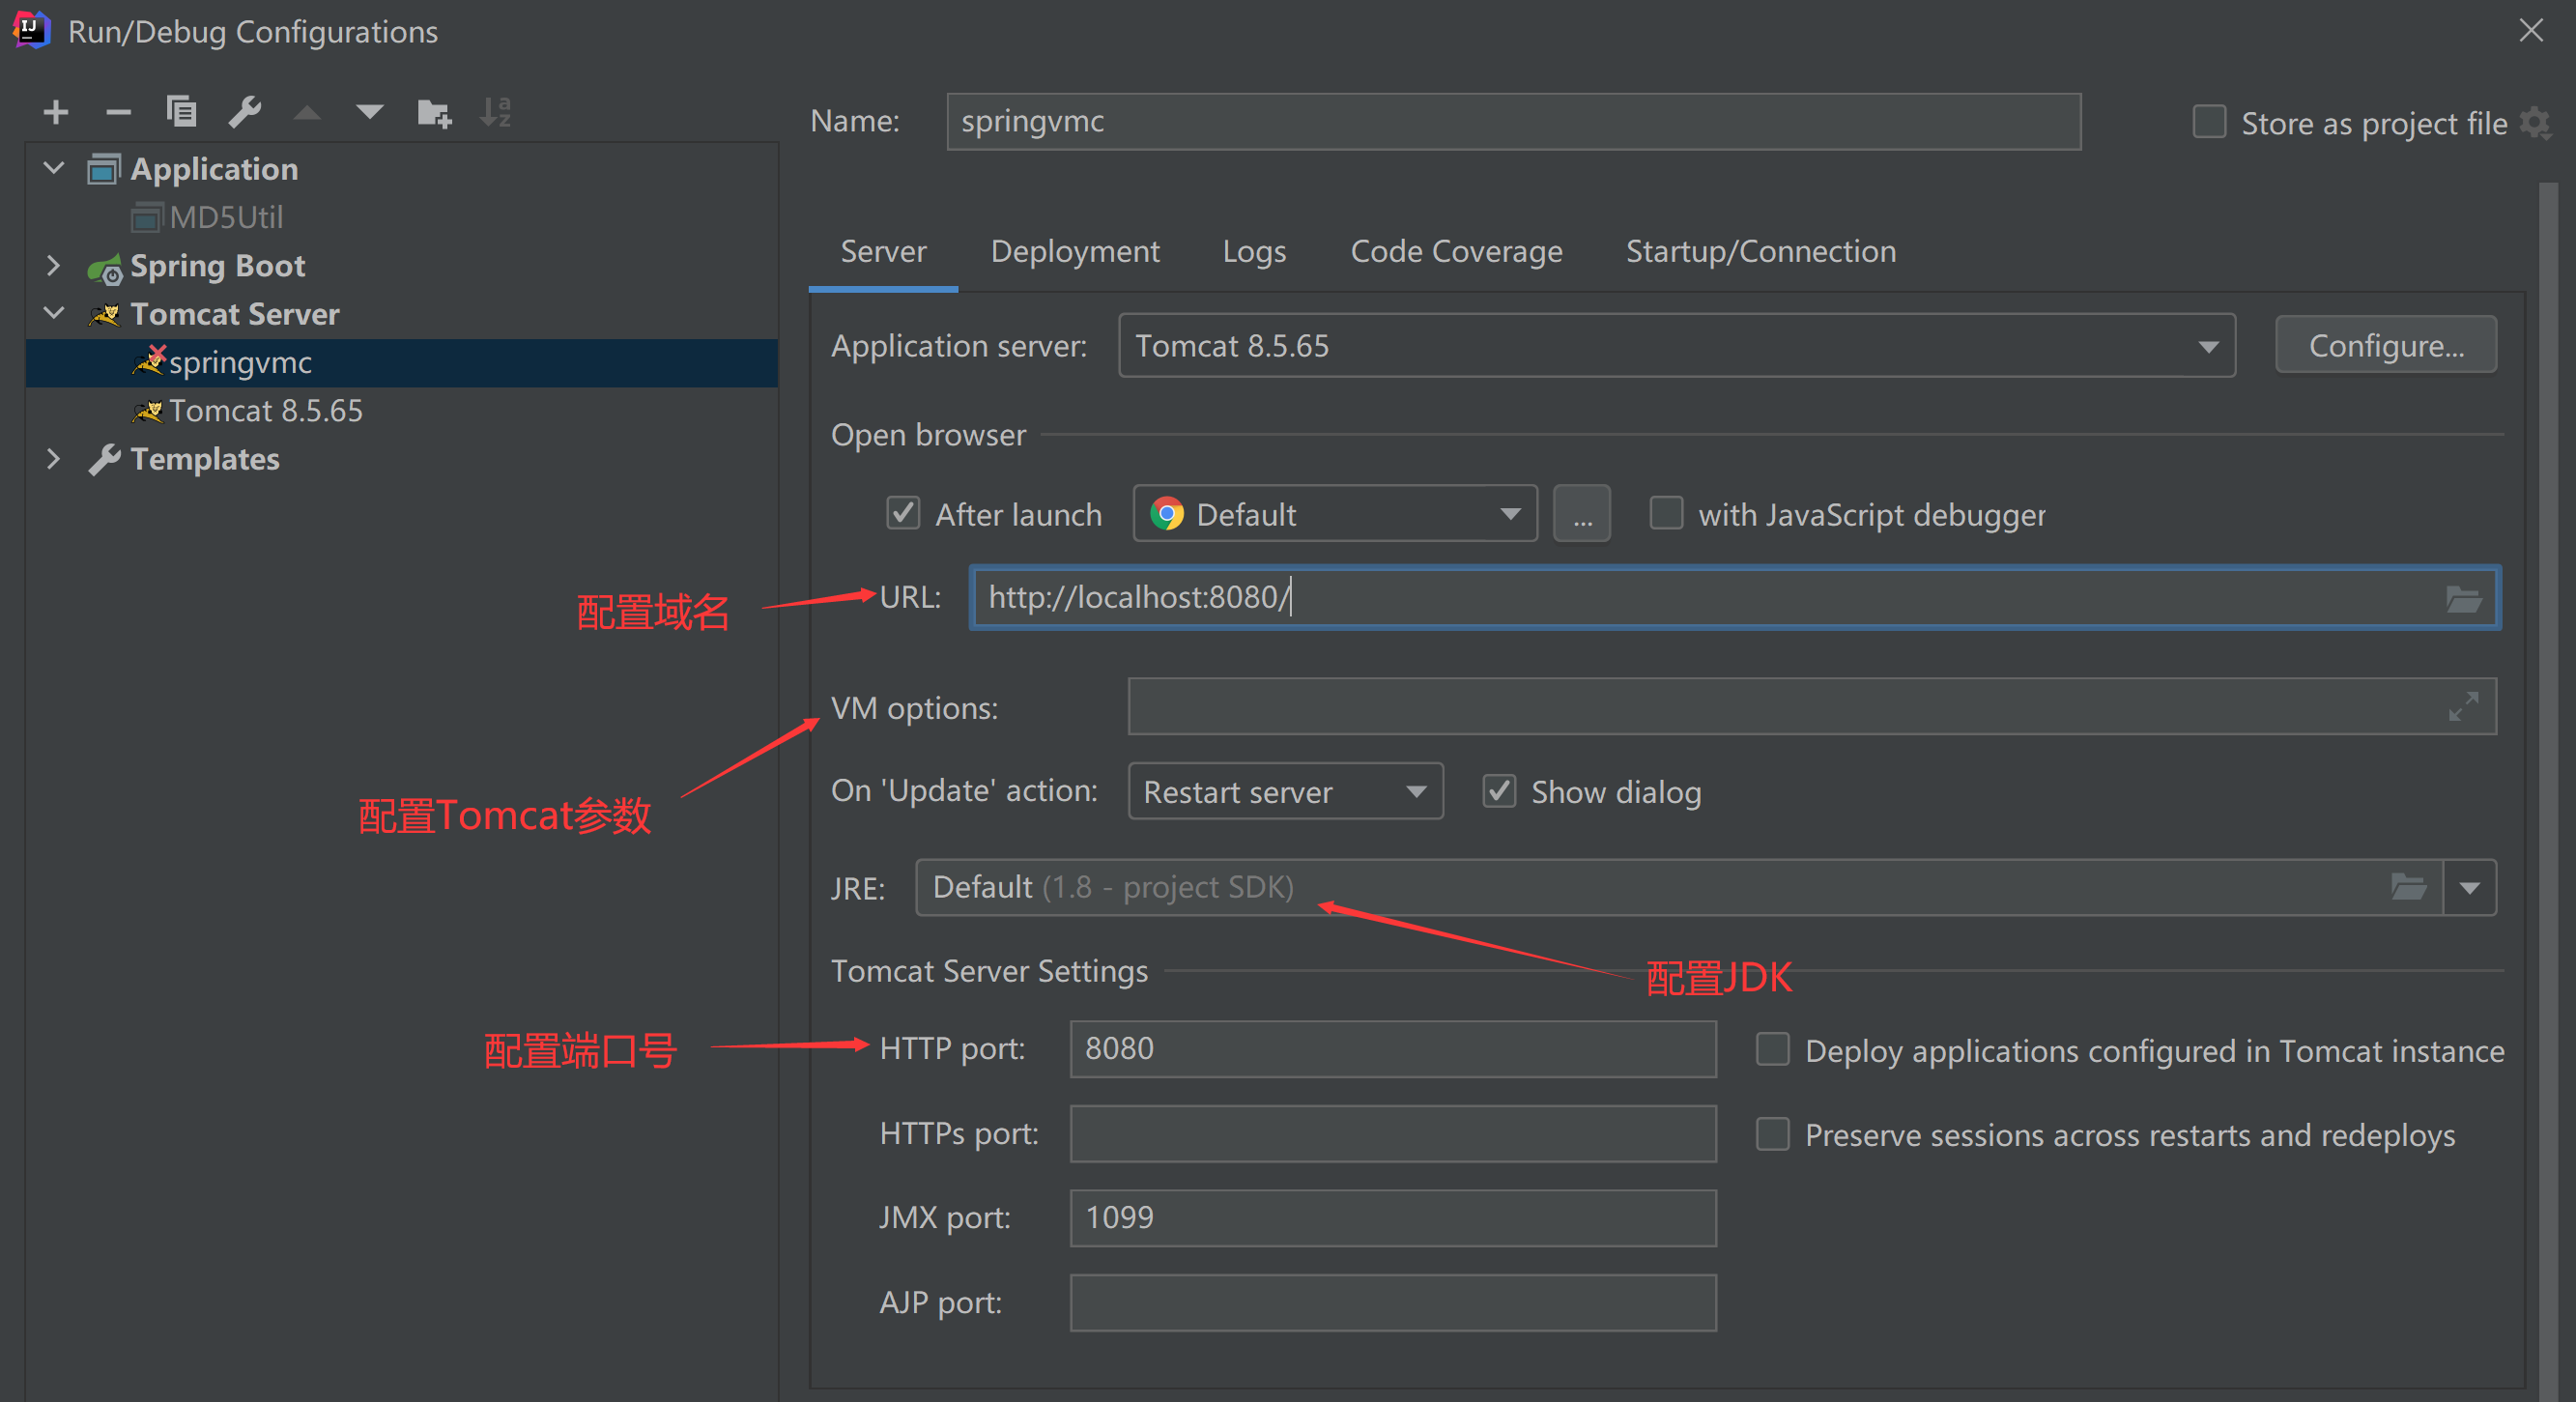 Run/Debug Configurations
Name: springvmc Store as project file
Application
MD5Util
Spring Boot
Tomcat Server
springvmc
Tomcat 8.5.65
Templates
Server Deployment Logs Code Coverage Startup/Connection
Application server: Tomcat 8.5.65 Configure...
Open browser
After launch Default ... with JavaScript debugger
配置域名 URL: http://localhost:8080/
VM options:
配置Tomcat参数
On 'Update' action: Restart server Show dialog
JRE: Default (1.8 - project SDK)
Tomcat Server Settings
配置JDK
配置端口号 HTTP port: 8080 Deploy applications configured in Tomcat instance
HTTPs port: Preserve sessions across restarts and redeploys
JMX port: 1099
AJP port: